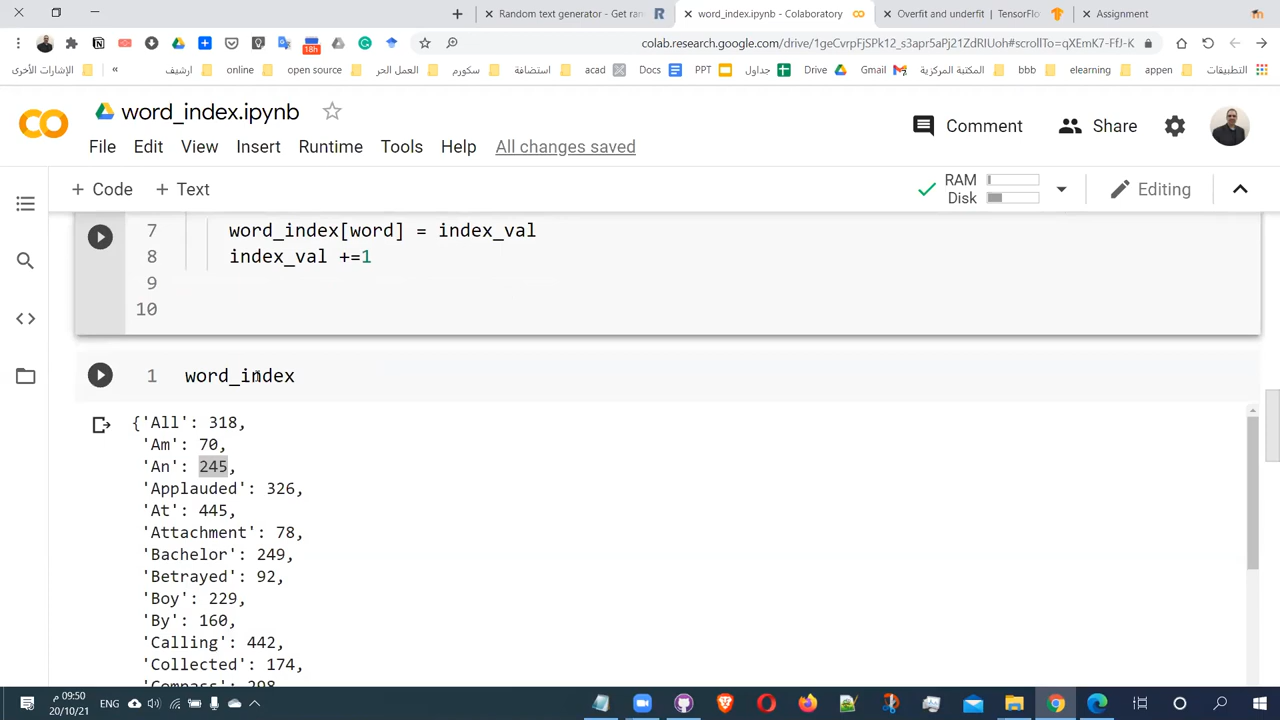 Random text generator - Get ran
word_index.ipynb - Colaboratory
Overfit and underfit | TensorFlo
Assignment
18h
colab.research.google.com/drive/1geCvrpFjSPk12_s3apr5aPj21ZdRIUoh#scrollTo=qXEmK7-FfJ-K
الإشارات الأخرى
»
ارشيف
online
open source
العمل الحر
سكورم
استضافة
acad
Docs
PPT
جداول
Drive
Gmail
المكتبة المركزية
bbb
elearning
appen
التطبيقات
word_index.ipynb
Comment
Share
File Edit View Insert Runtime Tools Help All changes saved
+ Code + Text
RAM
Disk
Editing
7 word_index[word] = index_val
8 index_val +=1
9
10
1 word_index
{'All': 318,
'Am': 70,
'An': 245,
'Applauded': 326,
'At': 445,
'Attachment': 78,
'Bachelor': 249,
'Betrayed': 92,
'Boy': 229,
'By': 160,
'Calling': 442,
'Collected': 174,
'Compass': 298
09:50 م
20/10/21
ENG